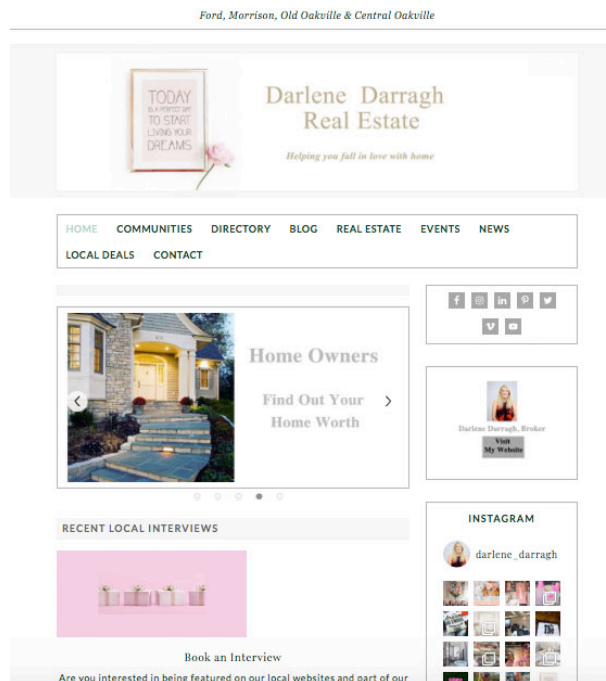 Ford, Morrison, Old Oakville & Central Oakville
TODAY
IS A PERFECT DAY
TO START
LIVING YOUR
DREAMS
Darlene Darragh
Real Estate
Helping you fall in love with home
HOME COMMUNITIES DIRECTORY BLOG REAL ESTATE EVENTS NEWS
LOCAL DEALS CONTACT
Home Owners
Find Out Your
Home Worth
Darlene Darragh, Broker
Visit
My Website
RECENT LOCAL INTERVIEWS
INSTAGRAM
darlene_darragh
Book an Interview
Are you interested in being featured on our local websites and part of our